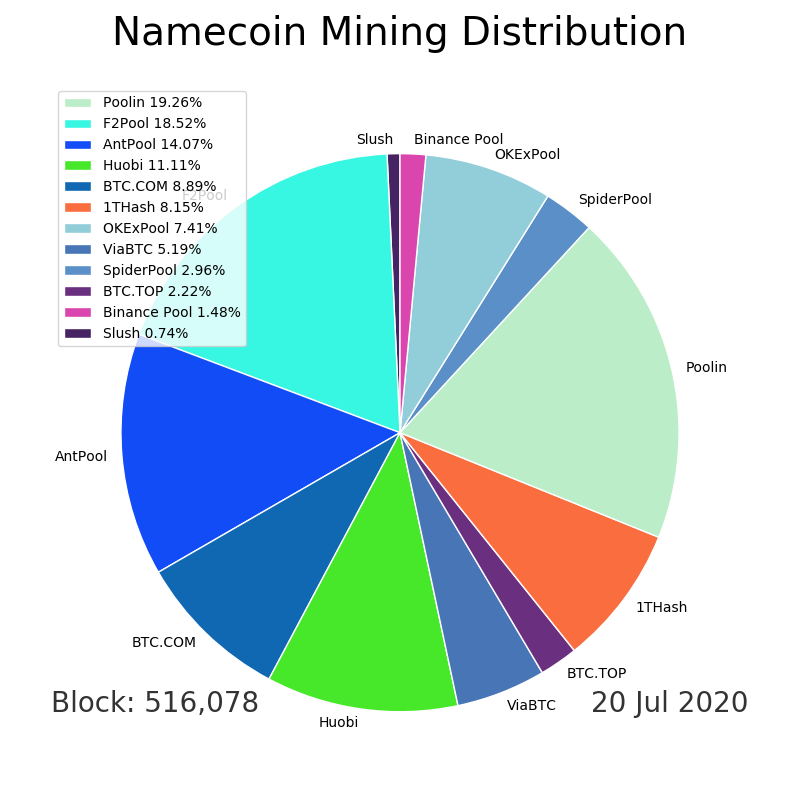 Namecoin Mining Distribution
Poolin 19.26%
F2Pool 18.52%
AntPool 14.07%
Huobi 11.11%
BTC.COM 8.89%
1THash 8.15%
OKExPool 7.41%
ViaBTC 5.19%
SpiderPool 2.96%
BTC.TOP 2.22%
Binance Pool 1.48%
Slush 0.74%
Slush
Binance Pool
OKExPool
F2Pool
SpiderPool
Poolin
AntPool
1THash
BTC.COM
BTC.TOP
ViaBTC
Huobi
Block: 516,078
20 Jul 2020